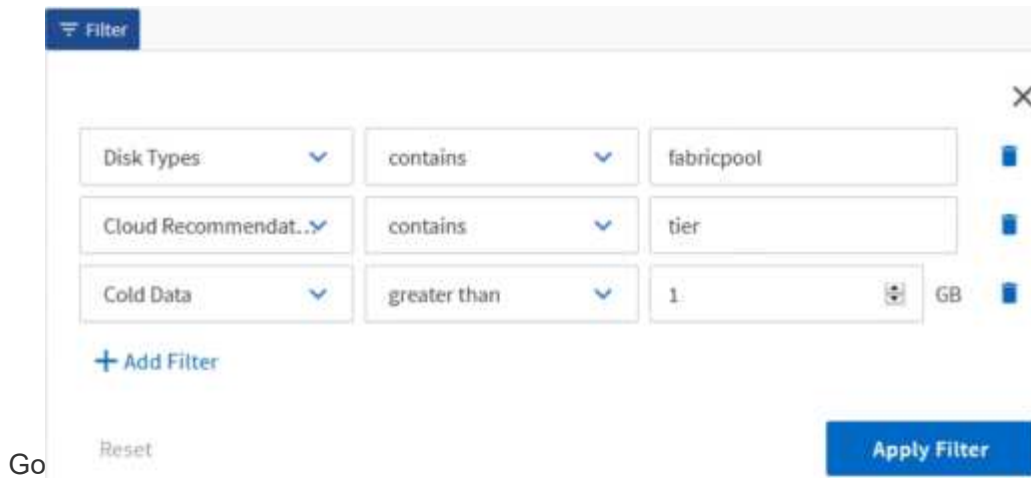 Filter
Disk Types contains fabricpool
Cloud Recommendat... contains tier
Cold Data greater than 1 GB
+ Add Filter
Go Reset Apply Filter